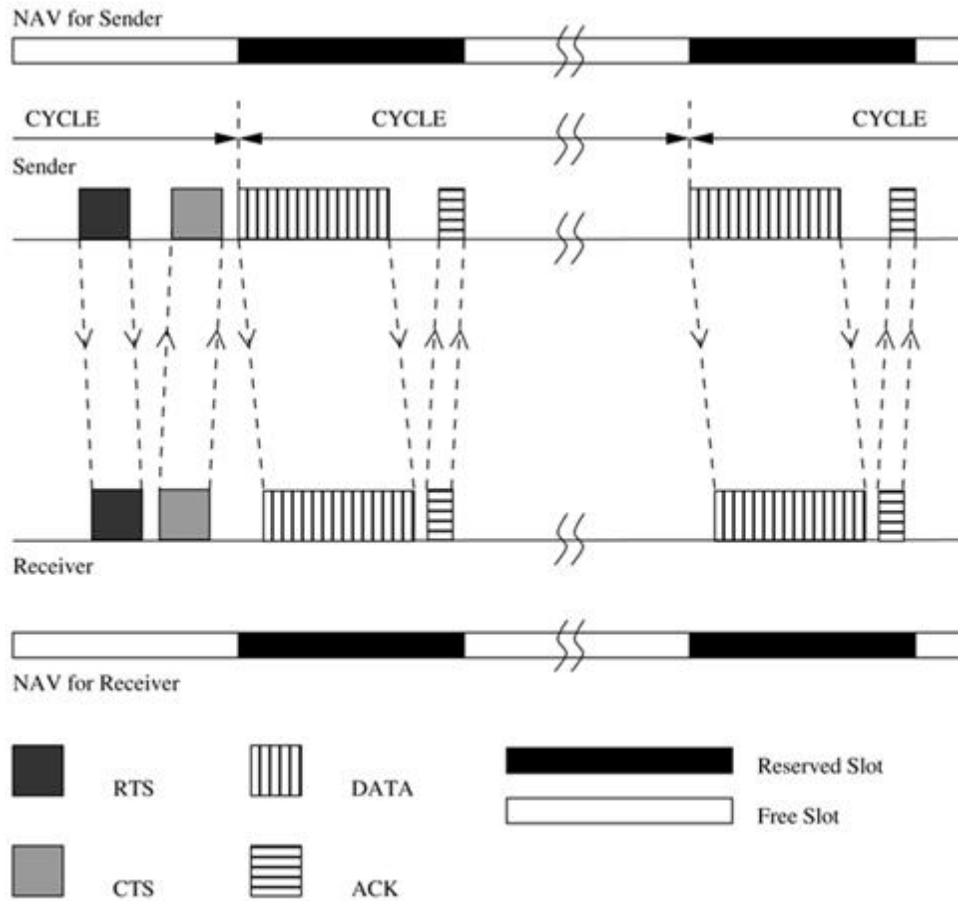 NAV for Sender
CYCLE CYCLE CYCLE
Sender
Receiver
NAV for Receiver
RTS DATA Reserved Slot
Free Slot
CTS ACK